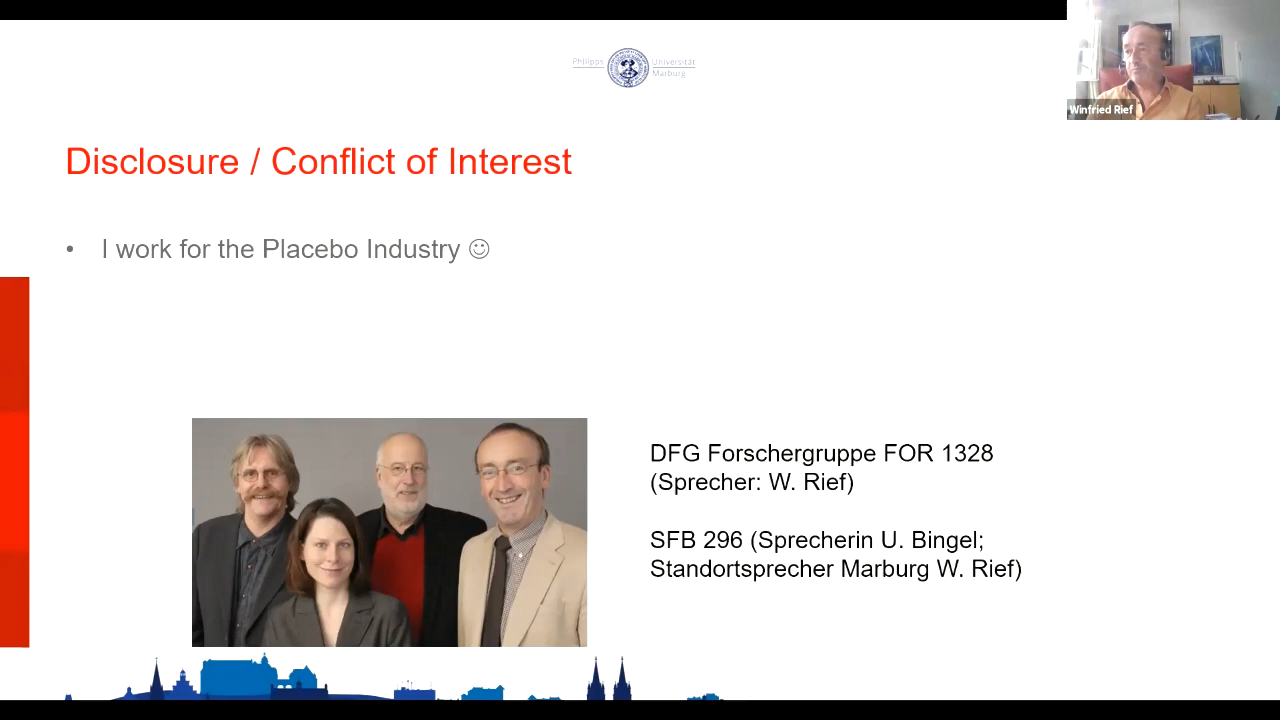 Philipps Universität
Marburg
Winfried Rief
Disclosure / Conflict of Interest
• I work for the Placebo Industry ☺
DFG Forschergruppe FOR 1328
(Sprecher: W. Rief)
SFB 296 (Sprecherin U. Bingel;
Standortsprecher Marburg W. Rief)